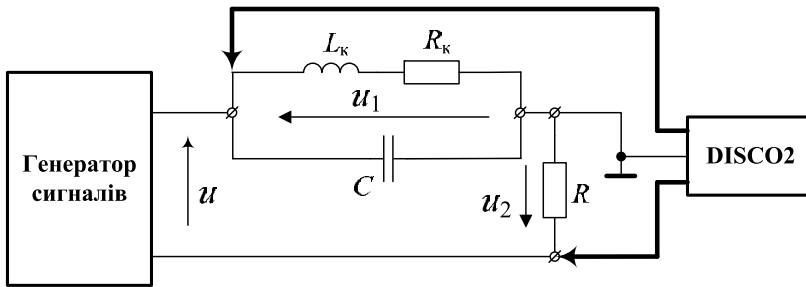 Lк
Rк
u1
Генератор
сигналів
u
C
u2
R
DISCO2